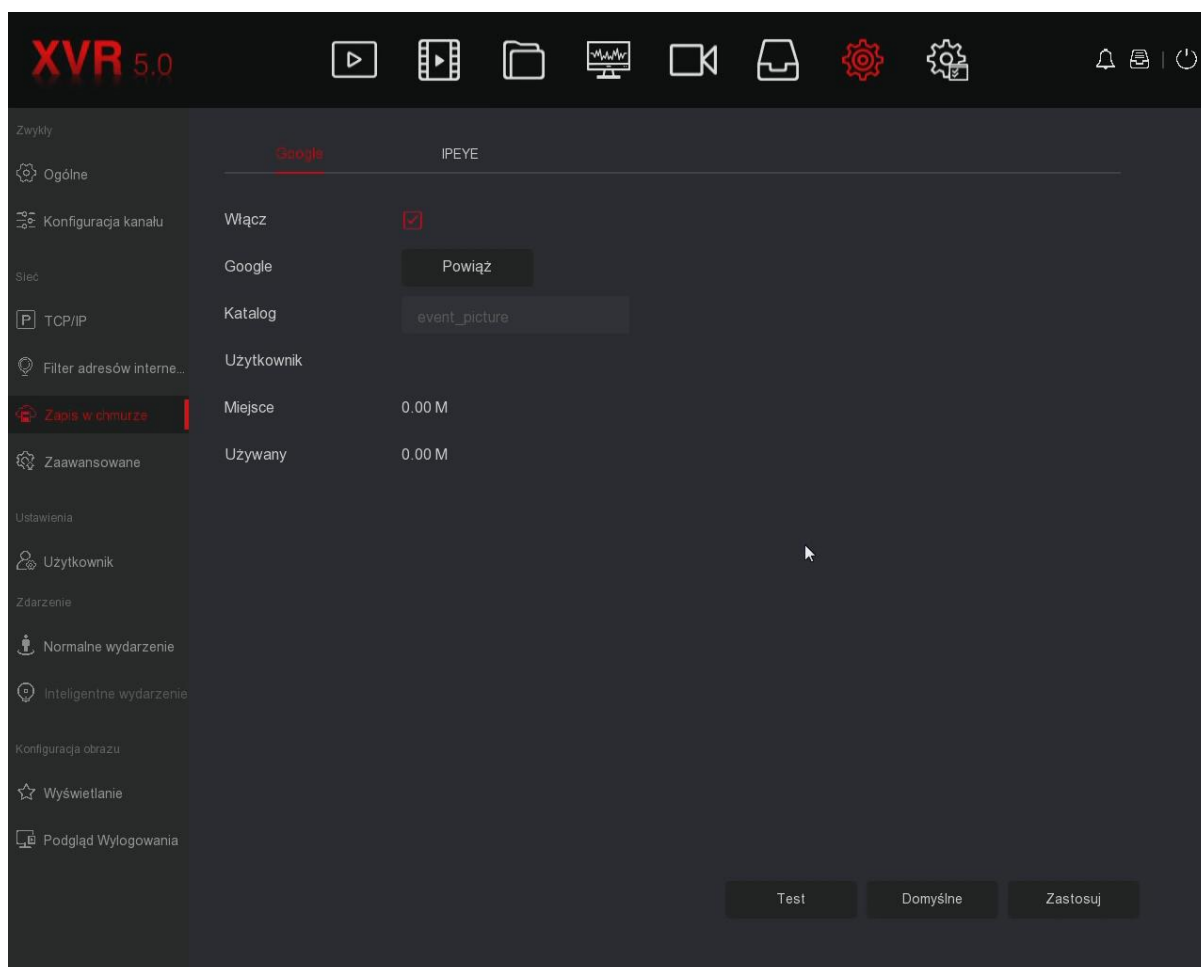 XVR 5.0
Zwykły
Ogólne
Konfiguracja kanału
Sieć
P TCP/IP
Filter adresów interne...
Zapis w chmurze
Zaawansowane
Ustawienia
Użytkownik
Zdarzenie
Normalne wydarzenie
Inteligentne wydarzenie
Konfiguracja obrazu
Wyświetlanie
Podgląd Wylogowania
Google IPEYE
Włącz
Google Powiąż
Katalog event_picture
Użytkownik
Miejsce 0.00 M
Używany 0.00 M
Test Domyślne Zastosuj